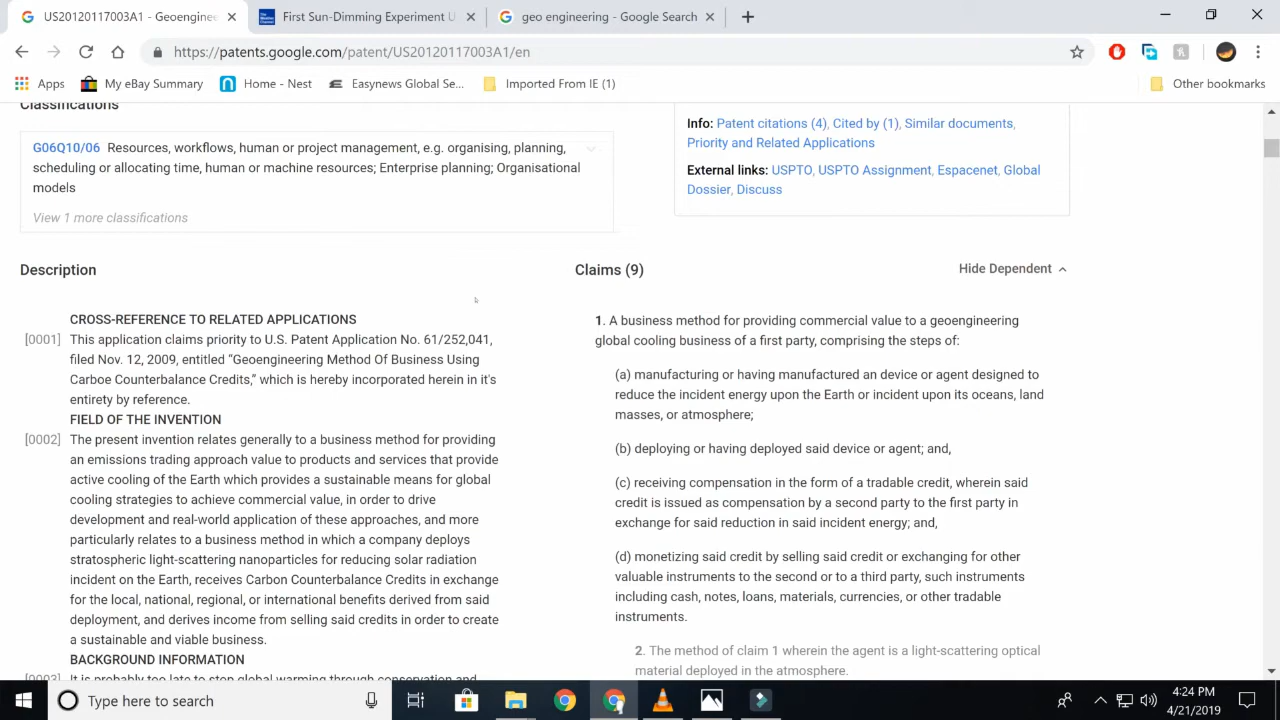 US20120117003A1 - Geoenginee
First Sun-Dimming Experiment U
geo engineering - Google Search
https://patents.google.com/patent/US20120117003A1/en
Apps
My eBay Summary
Home - Nest
Easynews Global Se...
Imported From IE (1)
Other bookmarks
Classifications
G06Q10/06 Resources, workflows, human or project management, e.g. organising, planning,
scheduling or allocating time, human or machine resources; Enterprise planning; Organisational
models
View 1 more classifications
Info: Patent citations (4), Cited by (1), Similar documents,
Priority and Related Applications
External links: USPTO, USPTO Assignment, Espacenet, Global
Dossier, Discuss
Description
CROSS-REFERENCE TO RELATED APPLICATIONS
[0001] This application claims priority to U.S. Patent Application No. 61/252,041,
filed Nov. 12, 2009, entitled “Geoengineering Method Of Business Using
Carboe Counterbalance Credits,” which is hereby incorporated herein in it's
entirety by reference.
FIELD OF THE INVENTION
[0002] The present invention relates generally to a business method for providing
an emissions trading approach value to products and services that provide
active cooling of the Earth which provides a sustainable means for global
cooling strategies to achieve commercial value, in order to drive
development and real-world application of these approaches, and more
particularly relates to a business method in which a company deploys
stratospheric light-scattering nanoparticles for reducing solar radiation
incident on the Earth, receives Carbon Counterbalance Credits in exchange
for the local, national, regional, or international benefits derived from said
deployment, and derives income from selling said credits in order to create
a sustainable and viable business.
BACKGROUND INFORMATION
[0003] It is probably too late to stop global warming through conservation and
Claims (9)
Hide Dependent
1. A business method for providing commercial value to a geoengineering
global cooling business of a first party, comprising the steps of:
(a) manufacturing or having manufactured an device or agent designed to
reduce the incident energy upon the Earth or incident upon its oceans, land
masses, or atmosphere;
(b) deploying or having deployed said device or agent; and,
(c) receiving compensation in the form of a tradable credit, wherein said
credit is issued as compensation by a second party to the first party in
exchange for said reduction in said incident energy; and,
(d) monetizing said credit by selling said credit or exchanging for other
valuable instruments to the second or to a third party, such instruments
including cash, notes, loans, materials, currencies, or other tradable
instruments.
2. The method of claim 1 wherein the agent is a light-scattering optical
material deployed in the atmosphere.
Type here to search
4:24 PM
4/21/2019